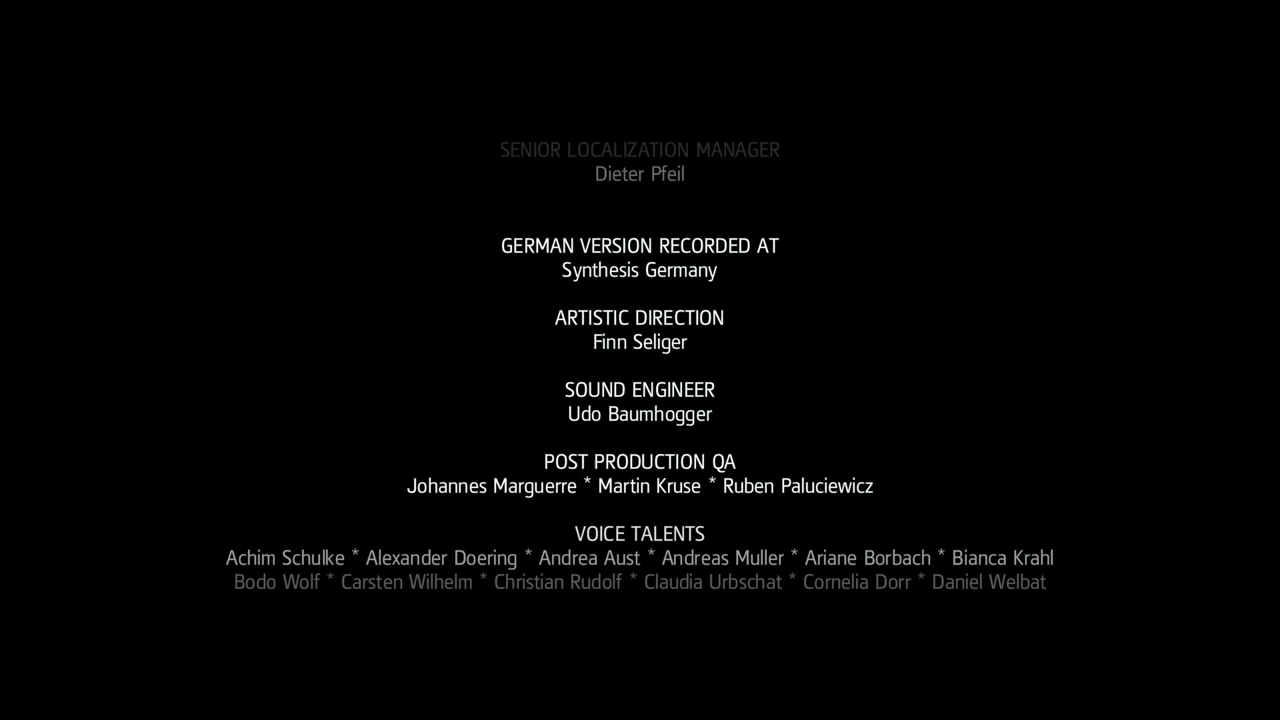 SENIOR LOCALIZATION MANAGER
Dieter Pfeil
GERMAN VERSION RECORDED AT
Synthesis Germany
ARTISTIC DIRECTION
Finn Seliger
SOUND ENGINEER
Udo Baumhogger
POST PRODUCTION QA
Johannes Marguerre * Martin Kruse * Ruben Paluciewicz
VOICE TALENTS
Achim Schulke * Alexander Doering * Andrea Aust * Andreas Muller * Ariane Borbach * Bianca Krahl
Bodo Wolf * Carsten Wilhelm * Christian Rudolf * Claudia Urbschat * Cornelia Dorr * Daniel Welbat